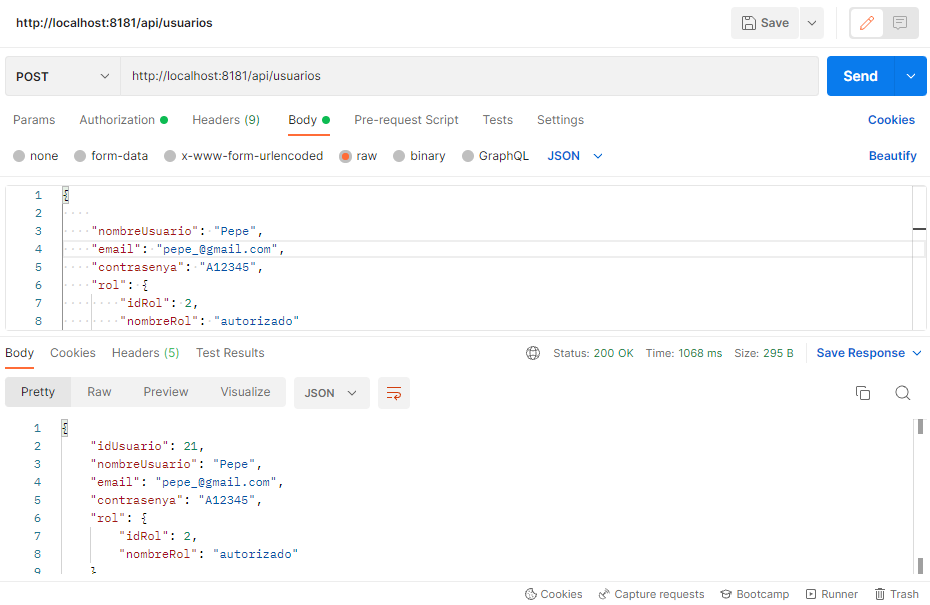 http://localhost:8181/api/usuarios Save
POST http://localhost:8181/api/usuarios Send
Params Authorization Headers (9) Body Pre-request Script Tests Settings Cookies
none form-data x-www-form-urlencoded raw binary GraphQL JSON Beautify
1 {
2
3 "nombreUsuario": "Pepe",
4 "email": "pepe_@gmail.com",
5 "contrasenya": "A12345",
6 "rol": {
7 "idRol": 2,
8 "nombreRol": "autorizado"
Body Cookies Headers (5) Test Results Status: 200 OK Time: 1068 ms Size: 295 B Save Response
Pretty Raw Preview Visualize JSON
1 {
2 "idUsuario": 21,
3 "nombreUsuario": "Pepe",
4 "email": "pepe_@gmail.com",
5 "contrasenya": "A12345",
6 "rol": {
7 "idRol": 2,
8 "nombreRol": "autorizado"
9 }
Cookies Capture requests Bootcamp Runner Trash